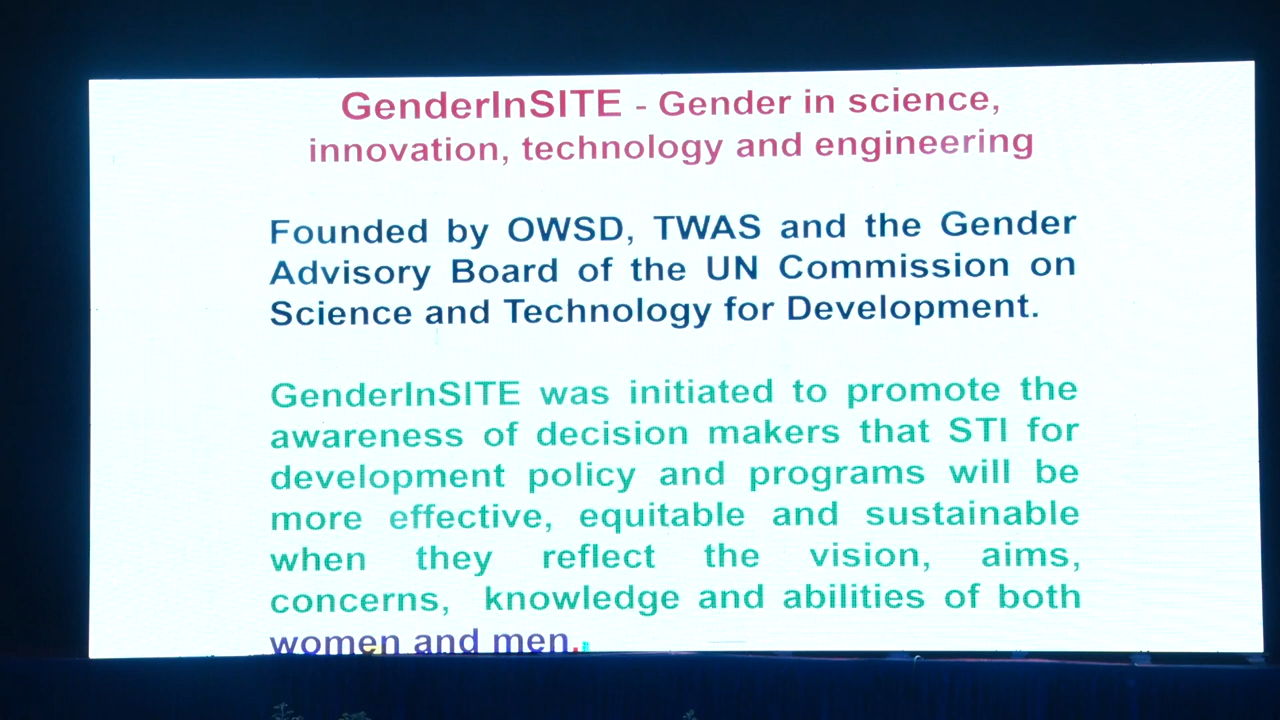 GenderInSITE - Gender in science,
innovation, technology and engineering
Founded by OWSD, TWAS and the Gender
Advisory Board of the UN Commission on
Science and Technology for Development.
GenderInSITE was initiated to promote the
awareness of decision makers that STI for
development policy and programs will be
more effective, equitable and sustainable
when they reflect the vision, aims,
concerns, knowledge and abilities of both
women and men.